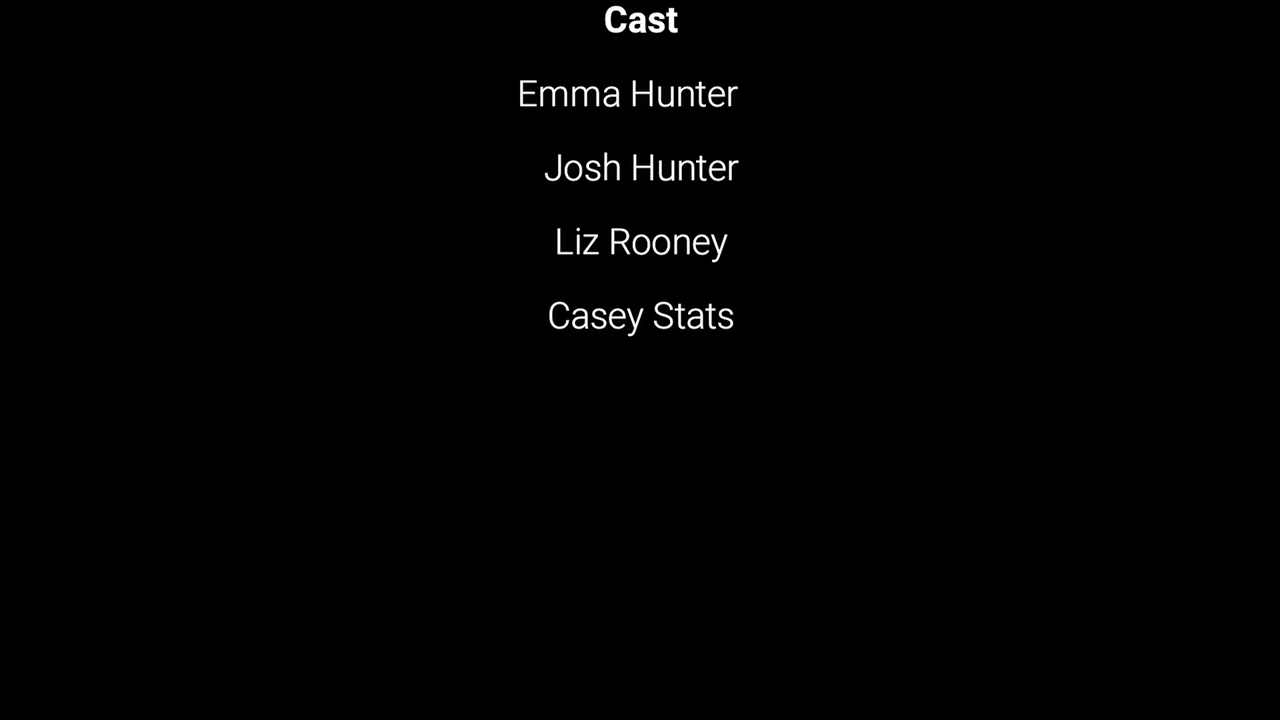 Cast
Emma Hunter
Josh Hunter
Liz Rooney
Casey Stats